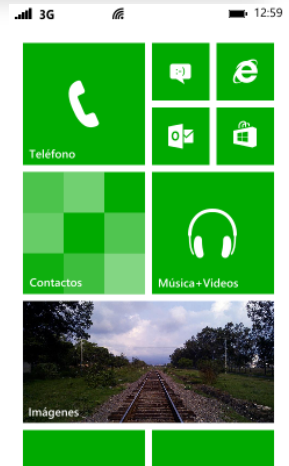 3G 12:59
:-)
Teléfono
Contactos
Música+Videos
Imágenes